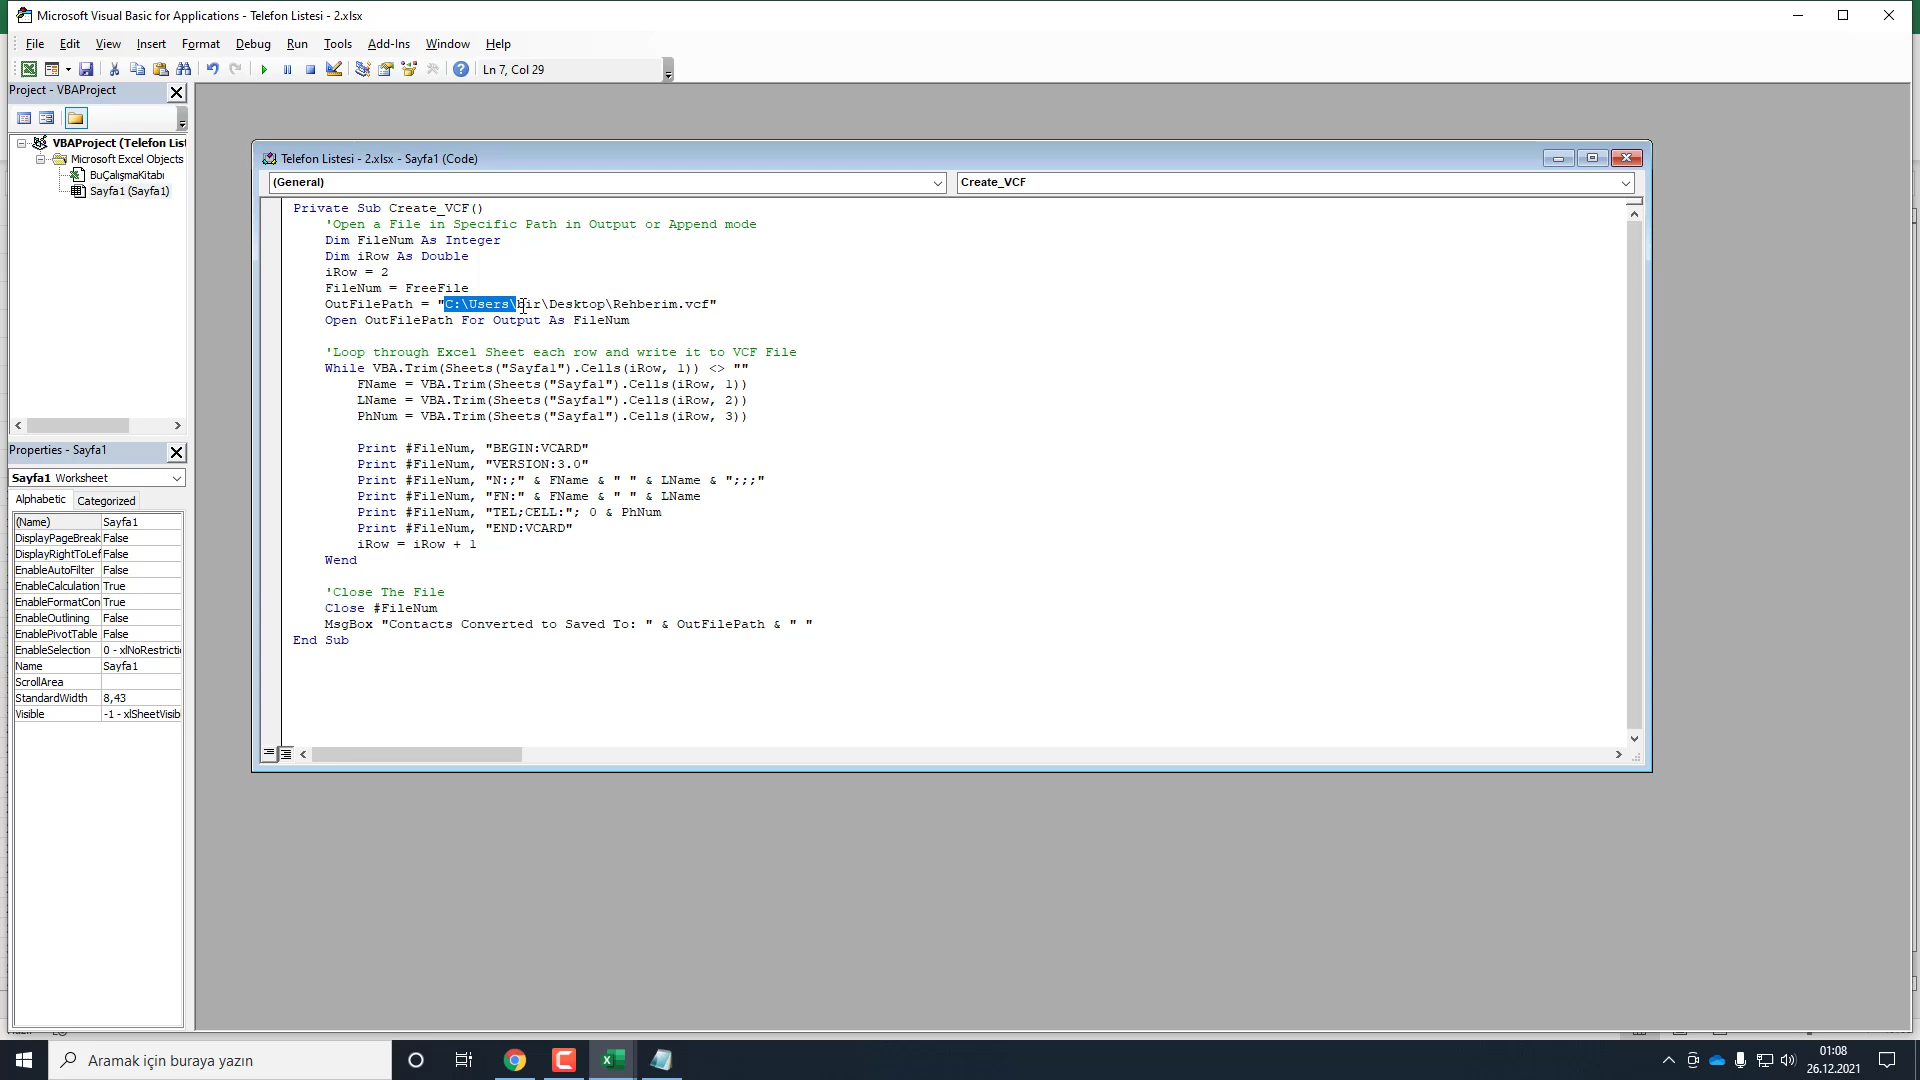 Microsoft Visual Basic for Applications - Telefon Listesi - 2.xlsx
File Edit View Insert Format Debug Run Tools Add-Ins Window Help
Ln 7, Col 29
Project - VBAProject
VBAProject (Telefon List
Microsoft Excel Objects
BuÇalışmaKitabı
Sayfa1 (Sayfa1)
Properties - Sayfa1
Sayfa1 Worksheet
Alphabetic Categorized
(Name) Sayfa1
DisplayPageBreak False
DisplayRightToLef False
EnableAutoFilter False
EnableCalculation True
EnableFormatCon True
EnableOutlining False
EnablePivotTable False
EnableSelection 0 - xlNoRestricti
Name Sayfa1
ScrollArea
StandardWidth 8,43
Visible -1 - xlSheetVisib
Telefon Listesi - 2.xlsx - Sayfa1 (Code)
(General) Create_VCF
Private Sub Create_VCF()
'Open a File in Specific Path in Output or Append mode
Dim FileNum As Integer
Dim iRow As Double
iRow = 2
FileNum = FreeFile
OutFilePath = "C:\Users\bir\Desktop\Rehberim.vcf"
Open OutFilePath For Output As FileNum
'Loop through Excel Sheet each row and write it to VCF File
While VBA.Trim(Sheets("Sayfa1").Cells(iRow, 1)) <> ""
FName = VBA.Trim(Sheets("Sayfa1").Cells(iRow, 1))
LName = VBA.Trim(Sheets("Sayfa1").Cells(iRow, 2))
PhNum = VBA.Trim(Sheets("Sayfa1").Cells(iRow, 3))
Print #FileNum, "BEGIN:VCARD"
Print #FileNum, "VERSION:3.0"
Print #FileNum, "N:;" & FName & " " & LName & ";;;"
Print #FileNum, "FN:" & FName & " " & LName
Print #FileNum, "TEL;CELL:"; 0 & PhNum
Print #FileNum, "END:VCARD"
iRow = iRow + 1
Wend
'Close The File
Close #FileNum
MsgBox "Contacts Converted to Saved To: " & OutFilePath & " "
End Sub
Aramak için buraya yazın
01:08
26.12.2021